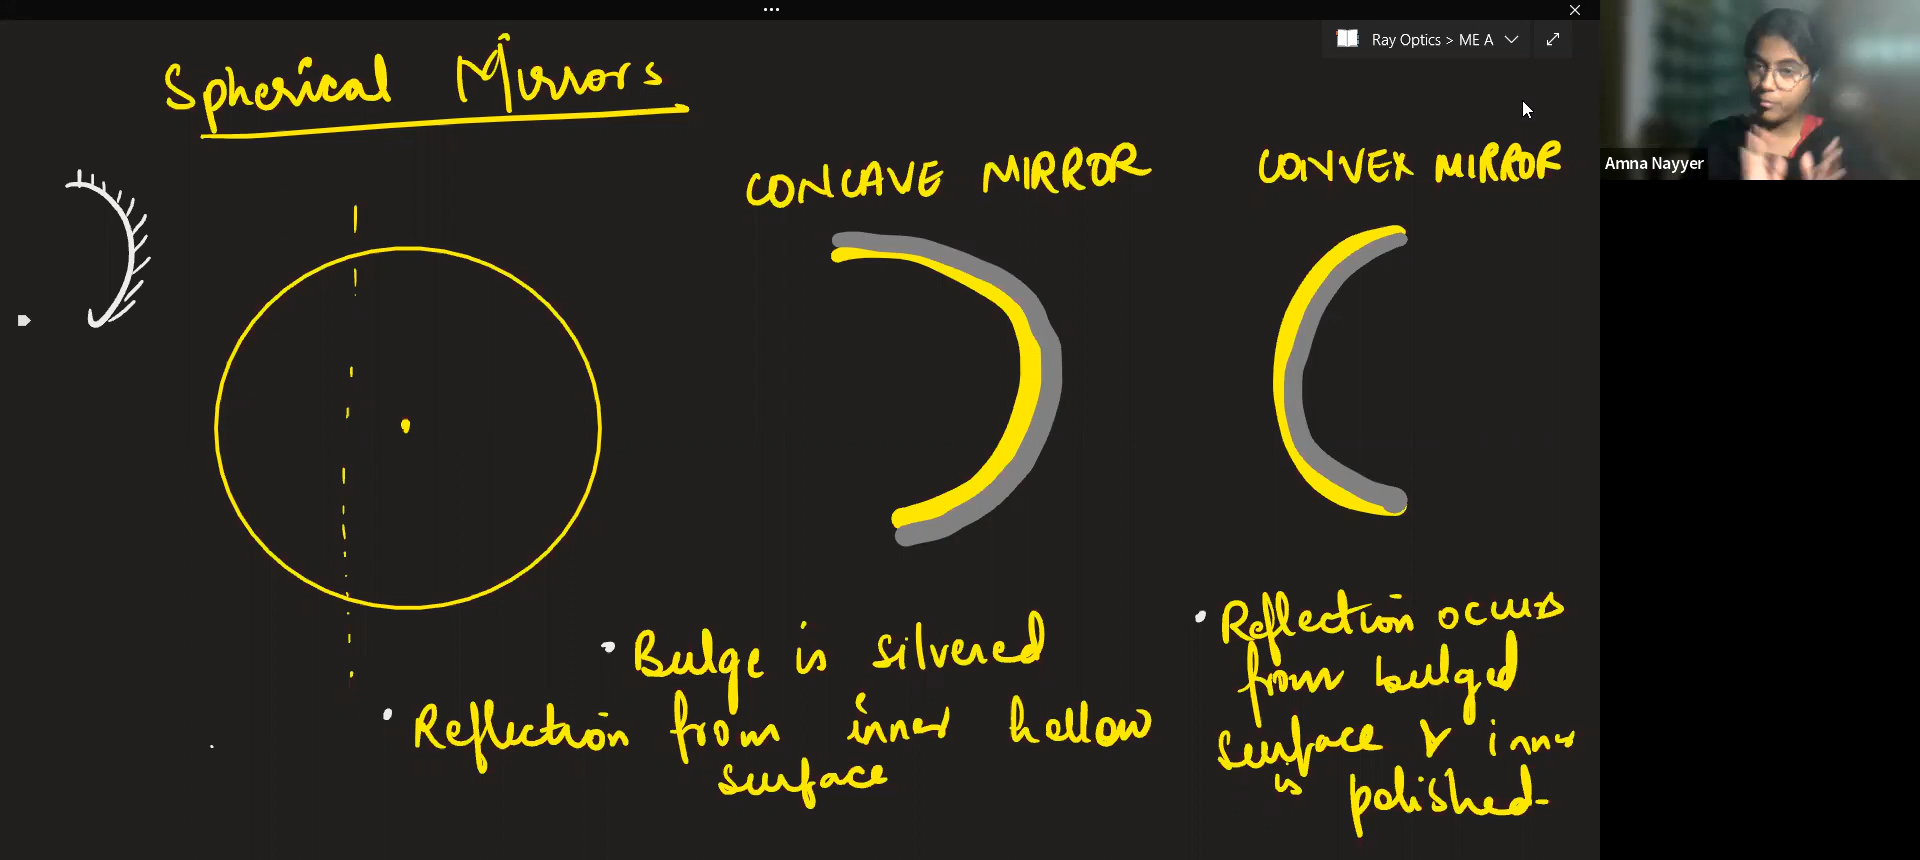 Ray Optics > ME A
Amna Nayyer
Spherical Mirrors
CONCAVE MIRROR
CONVEX MIRROR
• Bulge is silvered
• Reflection from inner hollow
surface
• Reflection occurs
from bulged
surface & inner
is polished-